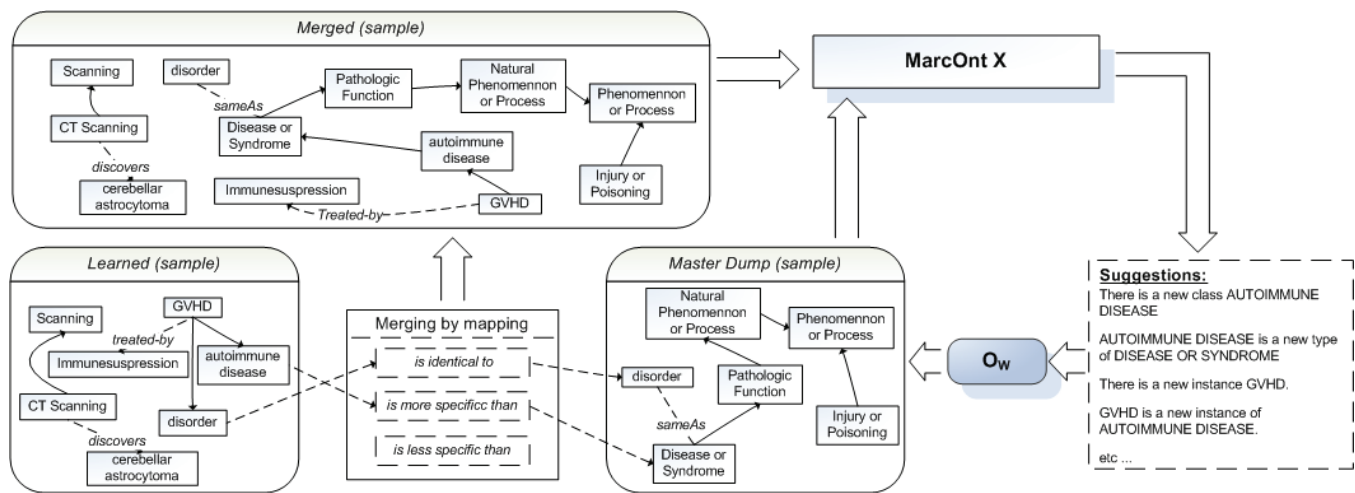 Merged (sample)
Scanning
disorder
sameAs
Pathologic
Function
Natural
Phenomennon
or Process
Phenomennon
or Process
CT Scanning
Disease or
Syndrome
autoimmune
disease
discovers
cerebellar
astrocytoma
Immunesuspression
Treated-by
GVHD
Injury or
Poisoning
MarcOnt X
Learned (sample)
GVHD
Scanning
treated-by
Immunesuspression
autoimmune
disease
CT Scanning
disorder
discovers
cerebellar
astrocytoma
Merging by mapping
is identical to
is more specificc than
is less specific than
Master Dump (sample)
Natural
Phenomennon
or Process
Phenomennon
or Process
disorder
Pathologic
Function
sameAs
Disease or
Syndrome
Injury or
Poisoning
OW
Suggestions:
There is a new class AUTOIMMUNE
DISEASE
AUTOIMMUNE DISEASE is a new type
of DISEASE OR SYNDROME
There is a new instance GVHD.
GVHD is a new instance of
AUTOIMMUNE DISEASE.
etc ...